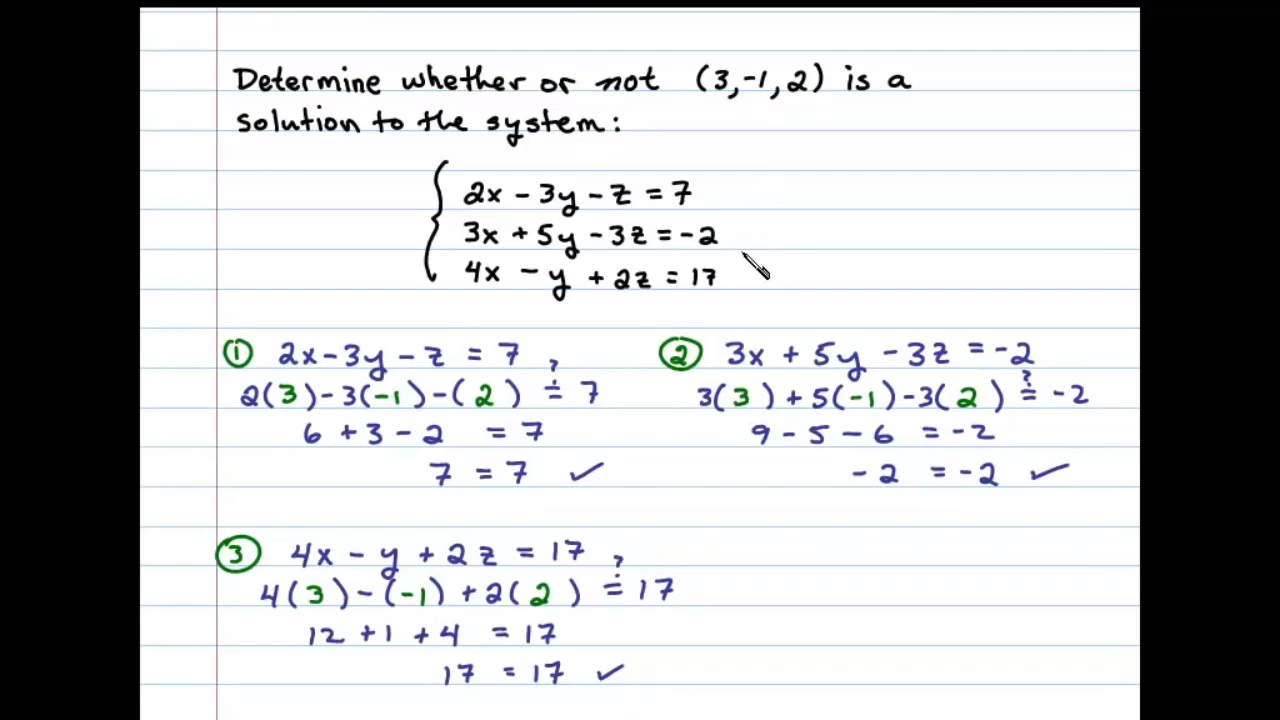 Determine whether or not (3,-1,2) is a
solution to the system:
2x - 3y - z = 7
3x + 5y - 3z = -2
4x - y + 2z = 17
① 2x - 3y - z = 7
2(3) - 3(-1) - (2) ≟ 7
6 + 3 - 2 = 7
7 = 7 ✓
② 3x + 5y - 3z = -2
3(3) + 5(-1) - 3(2) ≟ -2
9 - 5 - 6 = -2
-2 = -2 ✓
③ 4x - y + 2z = 17
4(3) - (-1) + 2(2) ≟ 17
12 + 1 + 4 = 17
17 = 17 ✓